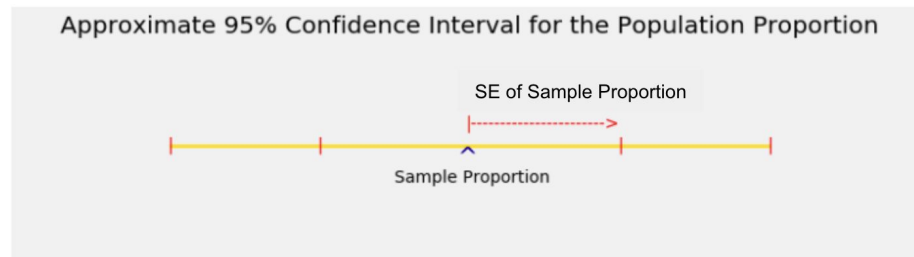 Approximate 95% Confidence Interval for the Population Proportion
SE of Sample Proportion
Sample Proportion